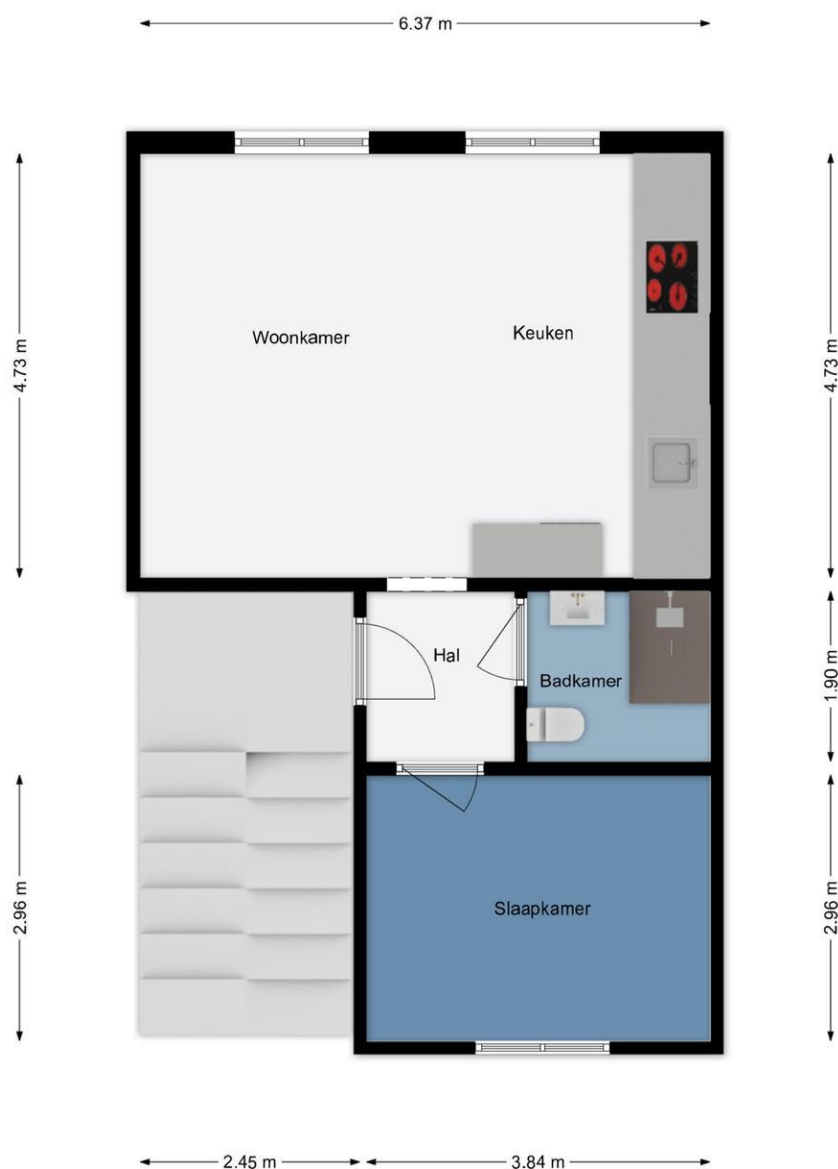 6.37 m
4.73 m
4.73 m
Woonkamer
Keuken
Hal
Badkamer
1.90 m
2.96 m
2.96 m
Slaapkamer
2.45 m
3.84 m